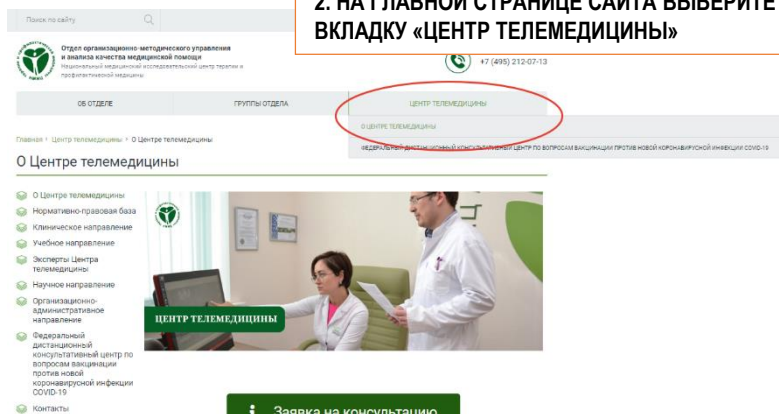 Поиск по сайту
2. НА ГЛАВНОЙ СТРАНИЦЕ САЙТА ВЫБЕРИТЕ
ВКЛАДКУ «ЦЕНТР ТЕЛЕМЕДИЦИНЫ»
Отдел организационно-методического управления
и анализа качества медицинской помощи
Национальный медицинский исследовательский центр терапии и
профилактической медицины
+7 (495) 212-07-13
ОБ ОТДЕЛЕ
ГРУППЫ ОТДЕЛА
ЦЕНТР ТЕЛЕМЕДИЦИНЫ
О ЦЕНТРЕ ТЕЛЕМЕДИЦИНЫ
ФЕДЕРАЛЬНЫЙ ДИСТАНЦИОННЫЙ КОНСУЛЬТАТИВНЫЙ ЦЕНТР ПО ВОПРОСАМ ВАКЦИНАЦИИ ПРОТИВ НОВОЙ КОРОНАВИРУСНОЙ ИНФЕКЦИИ COVID-19
Главная • Центр телемедицины • О Центре телемедицины
О Центре телемедицины
О Центре телемедицины
Нормативно-правовая база
Клиническое направление
Учебное направление
Эксперты Центра
телемедицины
Научное направление
Организационно-
административное
направление
Федеральный
дистанционный
консультативный центр по
вопросам вакцинации
против новой
коронавирусной инфекции
COVID-19
Контакты
ЦЕНТР ТЕЛЕМЕДИЦИНЫ
Заявка на консультацию